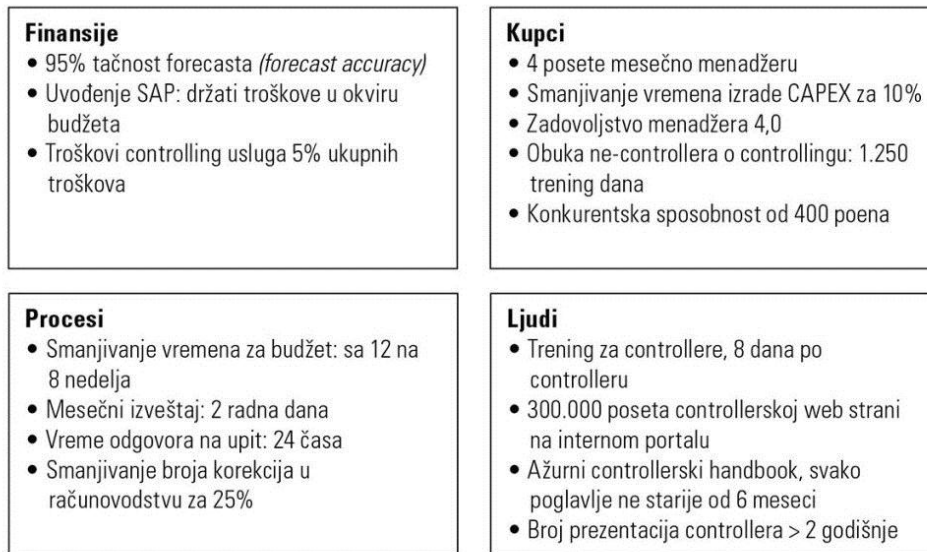 Finansije
• 95% tačnost forecasta (forecast accuracy)
• Uvođenje SAP: držati troškove u okviru
budžeta
• Troškovi controlling usluga 5% ukupnih
troškova
Kupci
• 4 posete mesečno menadžeru
• Smanjivanje vremena izrade CAPEX za 10%
• Zadovoljstvo menadžera 4,0
• Obuka ne-controllera o controllingu: 1.250
trening dana
• Konkurentska sposobnost od 400 poena
Procesi
• Smanjivanje vremena za budžet: sa 12 na
8 nedelja
• Mesečni izveštaj: 2 radna dana
• Vreme odgovora na upit: 24 časa
• Smanjivanje broja korekcija u
računovodstvu za 25%
Ljudi
• Trening za controllere, 8 dana po
controlleru
• 300.000 poseta controllerskoj web strani
na internom portalu
• Ažurni controllerski handbook, svako
poglavlje ne starije od 6 meseci
• Broj prezentacija controllera > 2 godišnje